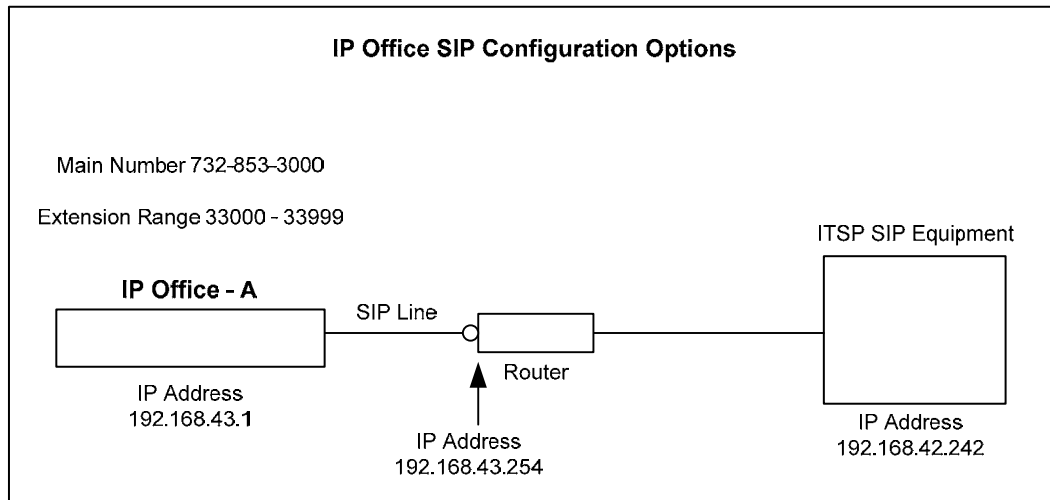 IP Office SIP Configuration Options
Main Number 732-853-3000
Extension Range 33000 - 33999
ITSP SIP Equipment
IP Office - A
SIP Line
Router
IP Address
192.168.43.1
IP Address
192.168.43.254
IP Address
192.168.42.242